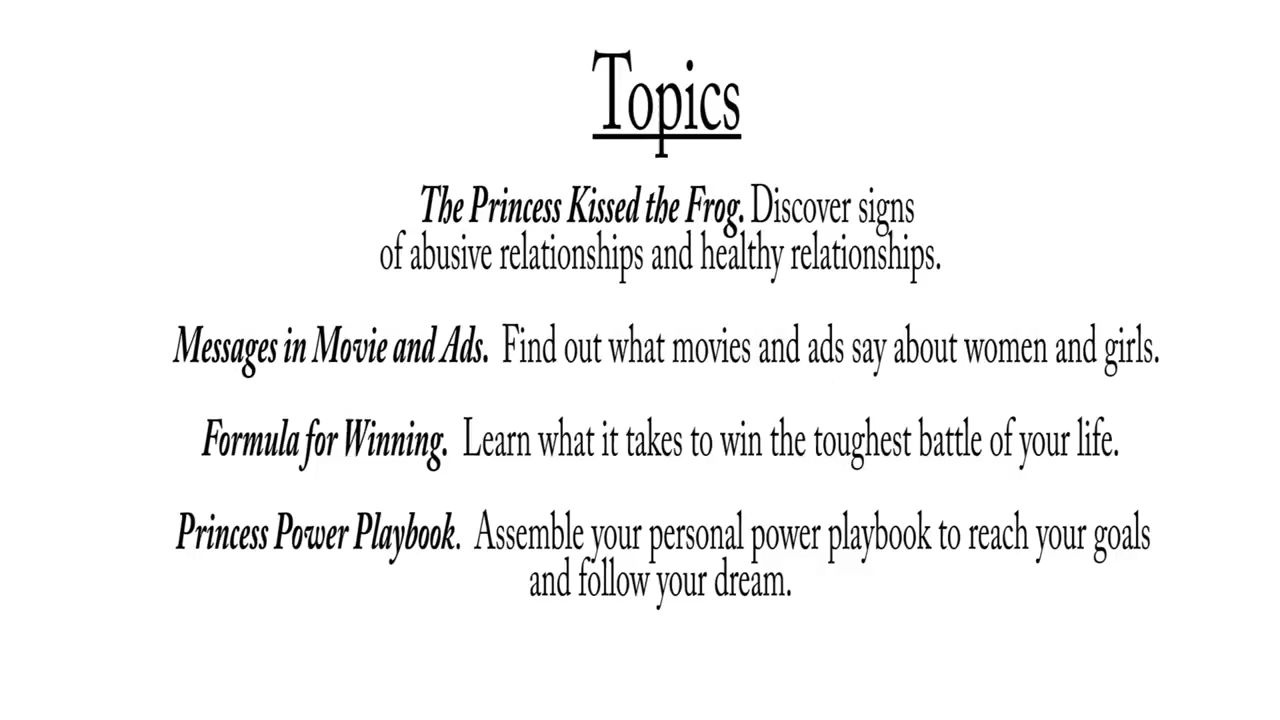 Topics
The Princess Kissed the Frog. Discover signs
of abusive relationships and healthy relationships.
Messages in Movie and Ads. Find out what movies and ads say about women and girls.
Formula for Winning. Learn what it takes to win the toughest battle of your life.
Princess Power Playbook. Assemble your personal power playbook to reach your goals
and follow your dream.